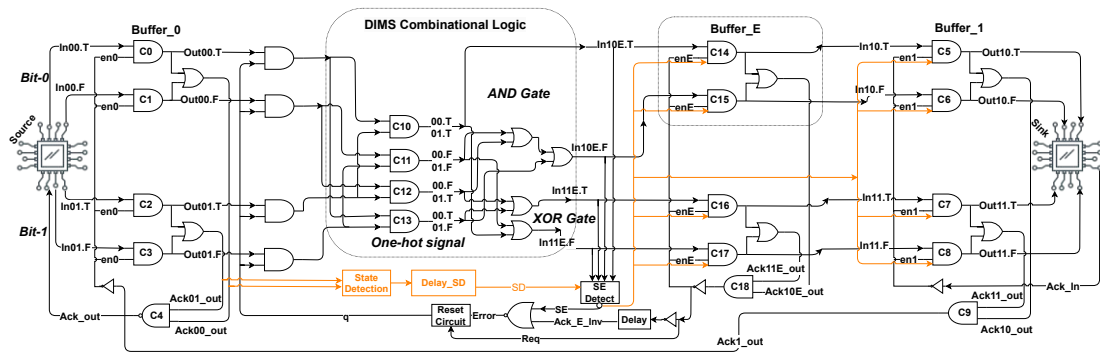 Buffer_0
DIMS Combinational Logic
Buffer_E
Buffer_1
In00.T
C0
Out00.T
en0
Bit-0
In00.F
C1
Out00.F
en0
Source
In10E.T
C14
enE
C15
enE
In10.T
C5
Out10.T
en1
In10.F
C6
Out10.F
en1
Sink
AND Gate
C10
00.T
01.T
C11
00.F
01.F
C12
00.F
01.T
C13
00.T
01.F
In10E.F
In11E.T
XOR Gate
In11E.F
One-hot signal
In01.T
C2
Out01.T
en0
Bit-1
In01.F
C3
Out01.F
en0
C16
enE
C17
enE
In11.T
C7
Out11.T
en1
In11.F
C8
Out11.F
en1
State
Detection
Delay_SD
SD
SE
Detect
C18
Ack11E_out
Ack10E_out
Ack_In
Ack_out
C4
Ack01_out
Ack00_out
q
Reset
Circuit
Error
SE
Ack_E_Inv
Delay
Req
Ack1_out
C9
Ack11_out
Ack10_out